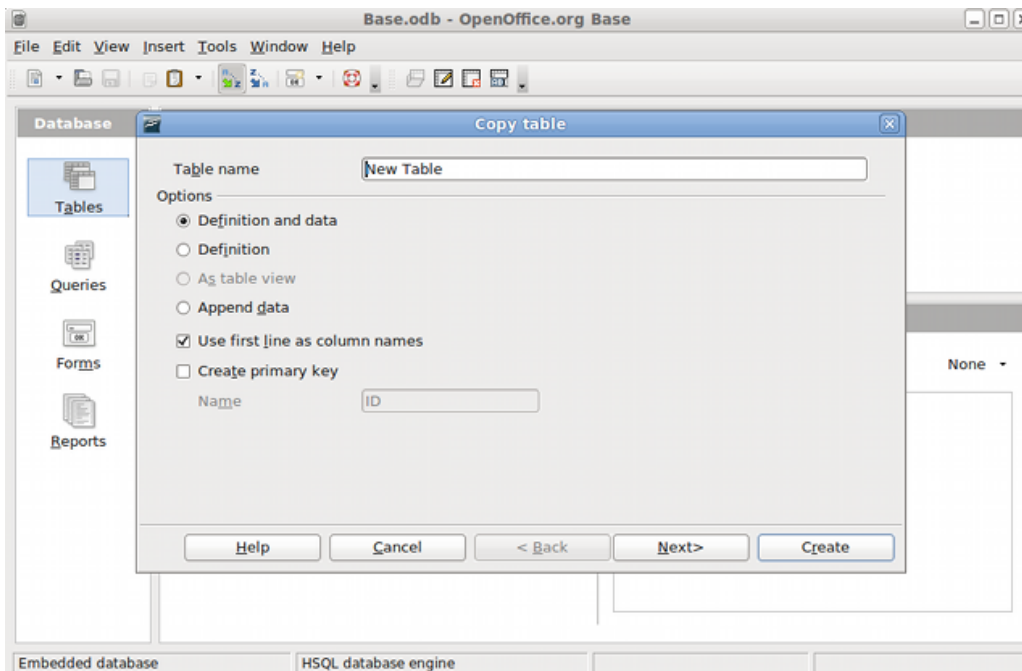 Base.odb - OpenOffice.org Base
File Edit View Insert Tools Window Help
Database
Tables
Queries
Forms
Reports
Copy table
Table name New Table
Options
Definition and data
Definition
As table view
Append data
Use first line as column names
Create primary key
Name ID
Help Cancel < Back Next> Create
None
Embedded database HSQL database engine